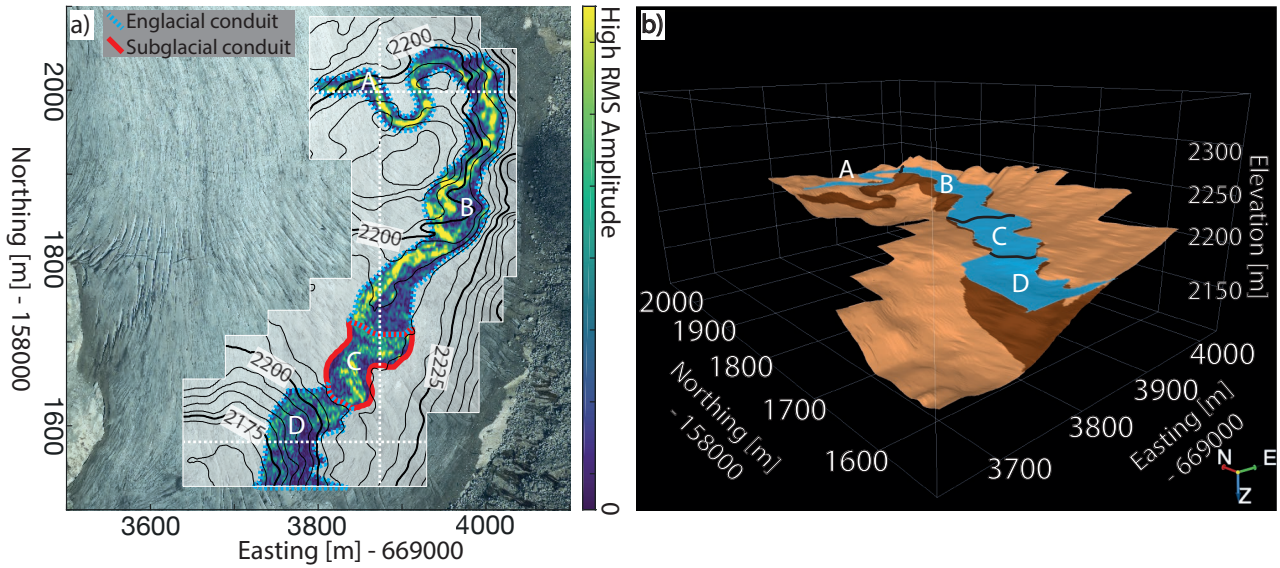 a)
Englacial conduit
Subglacial conduit
2200
A
B
2200
C
2200
2225
2175
D
2000
1800
1600
Northing [m] - 158000
3600
3800
4000
Easting [m] - 669000
High RMS Amplitude
0
b)
A
B
C
D
2300
2250
2200
2150
Elevation [m]
2000
1900
1800
1700
1600
Northing [m]
- 158000
4000
3900
3800
3700
Easting [m]
- 669000
N
E
Z